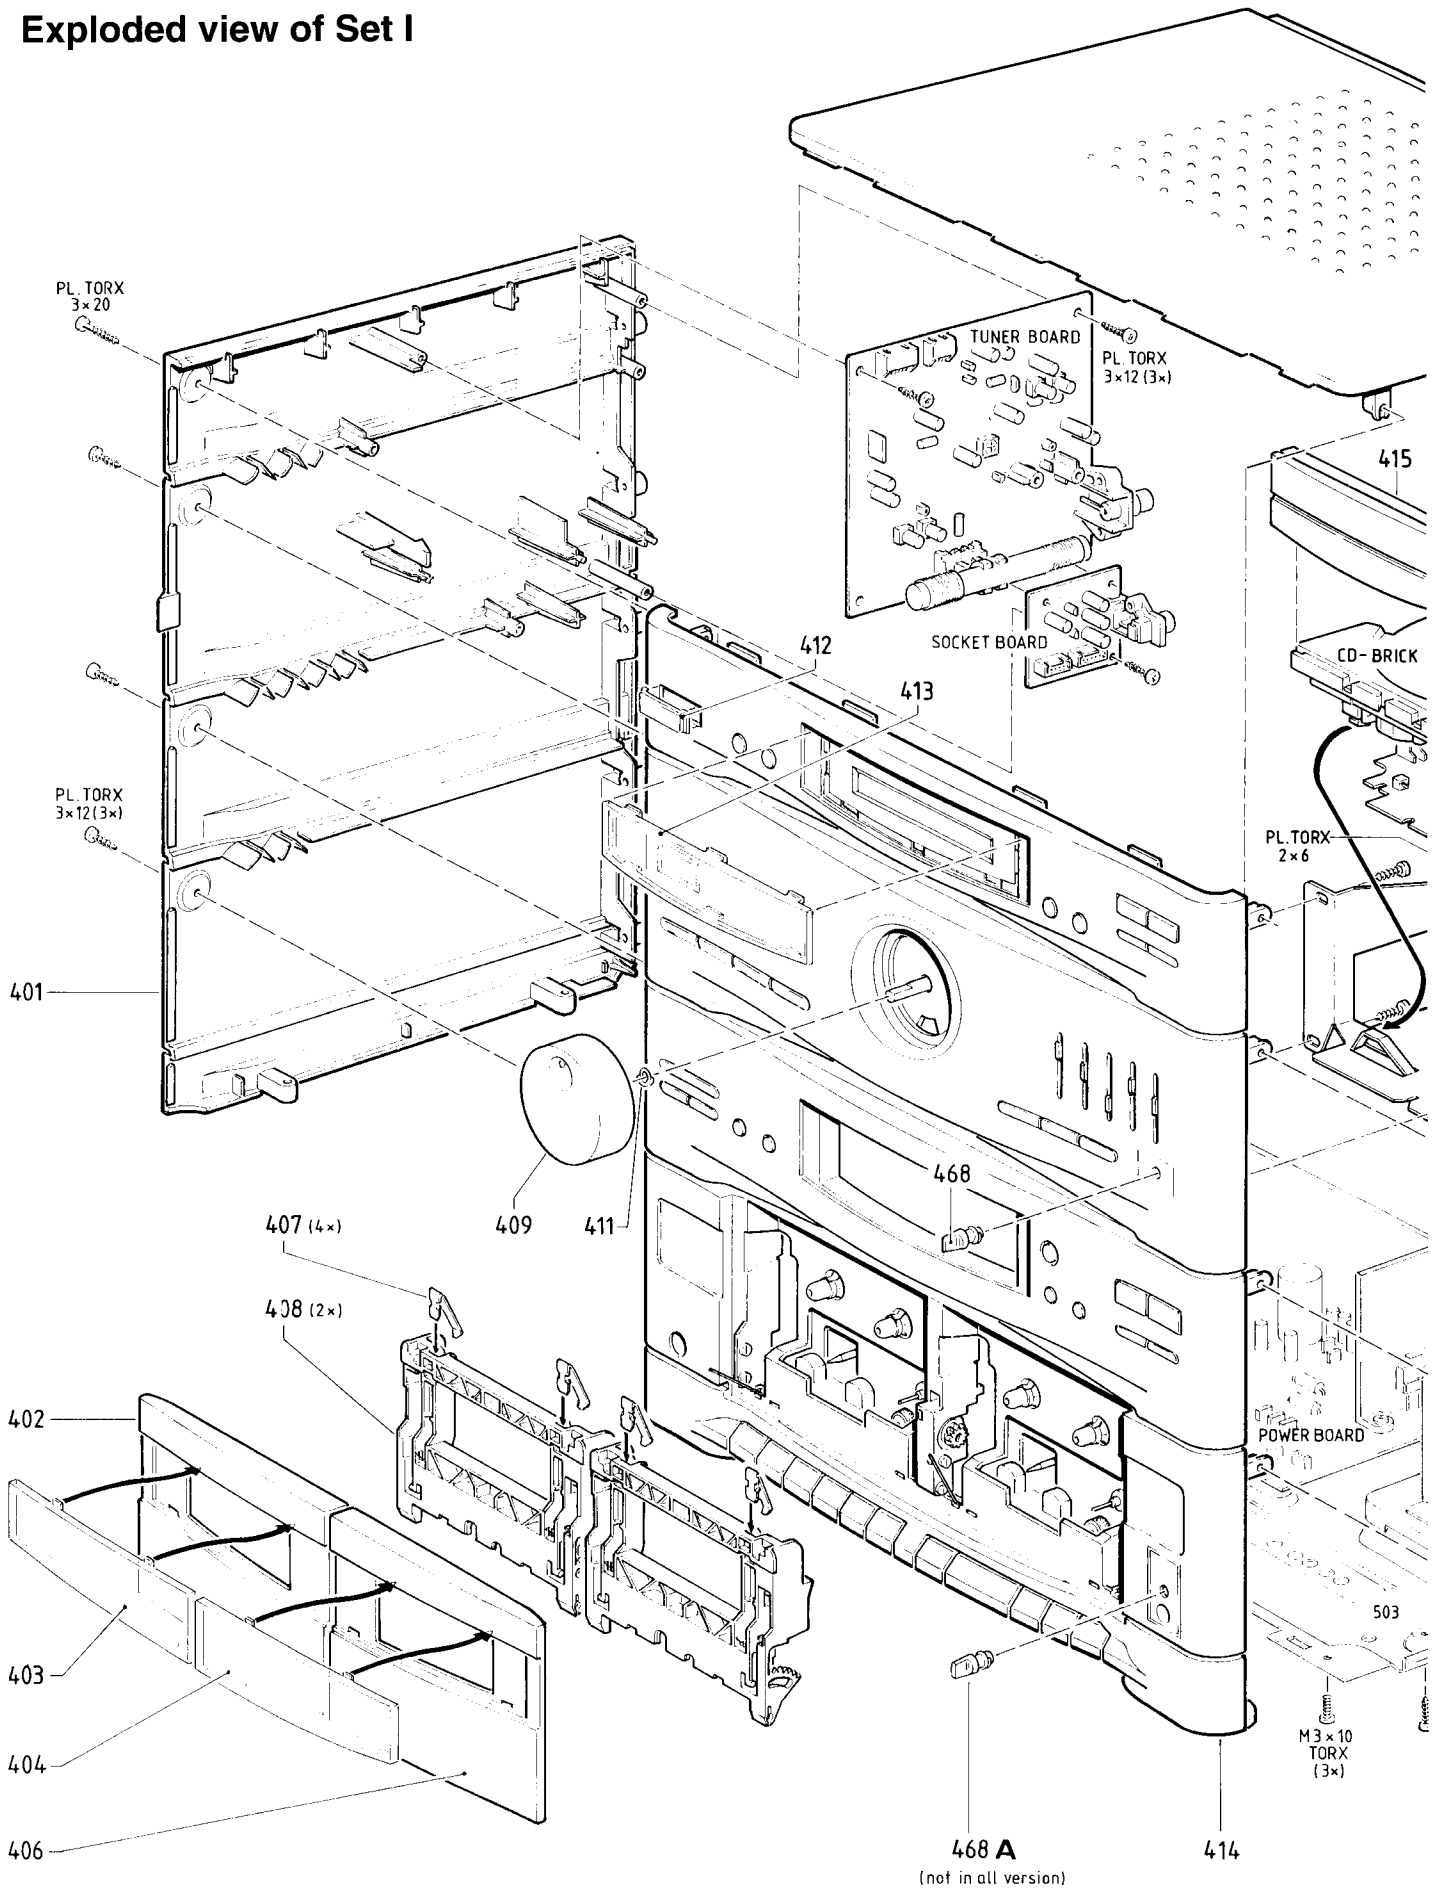 Exploded view of Set I
PL.TORX
3×20
TUNER BOARD
PL.TORX
3×12 (3×)
415
SOCKET BOARD
412
CD-BRICK
413
PL.TORX
3×12(3×)
PL.TORX
2×6
401
468
409
411
407 (4×)
408 (2×)
402
POWER BOARD
503
403
M3×10
TORX
(3×)
404
406
468 A
(not in all version)
414